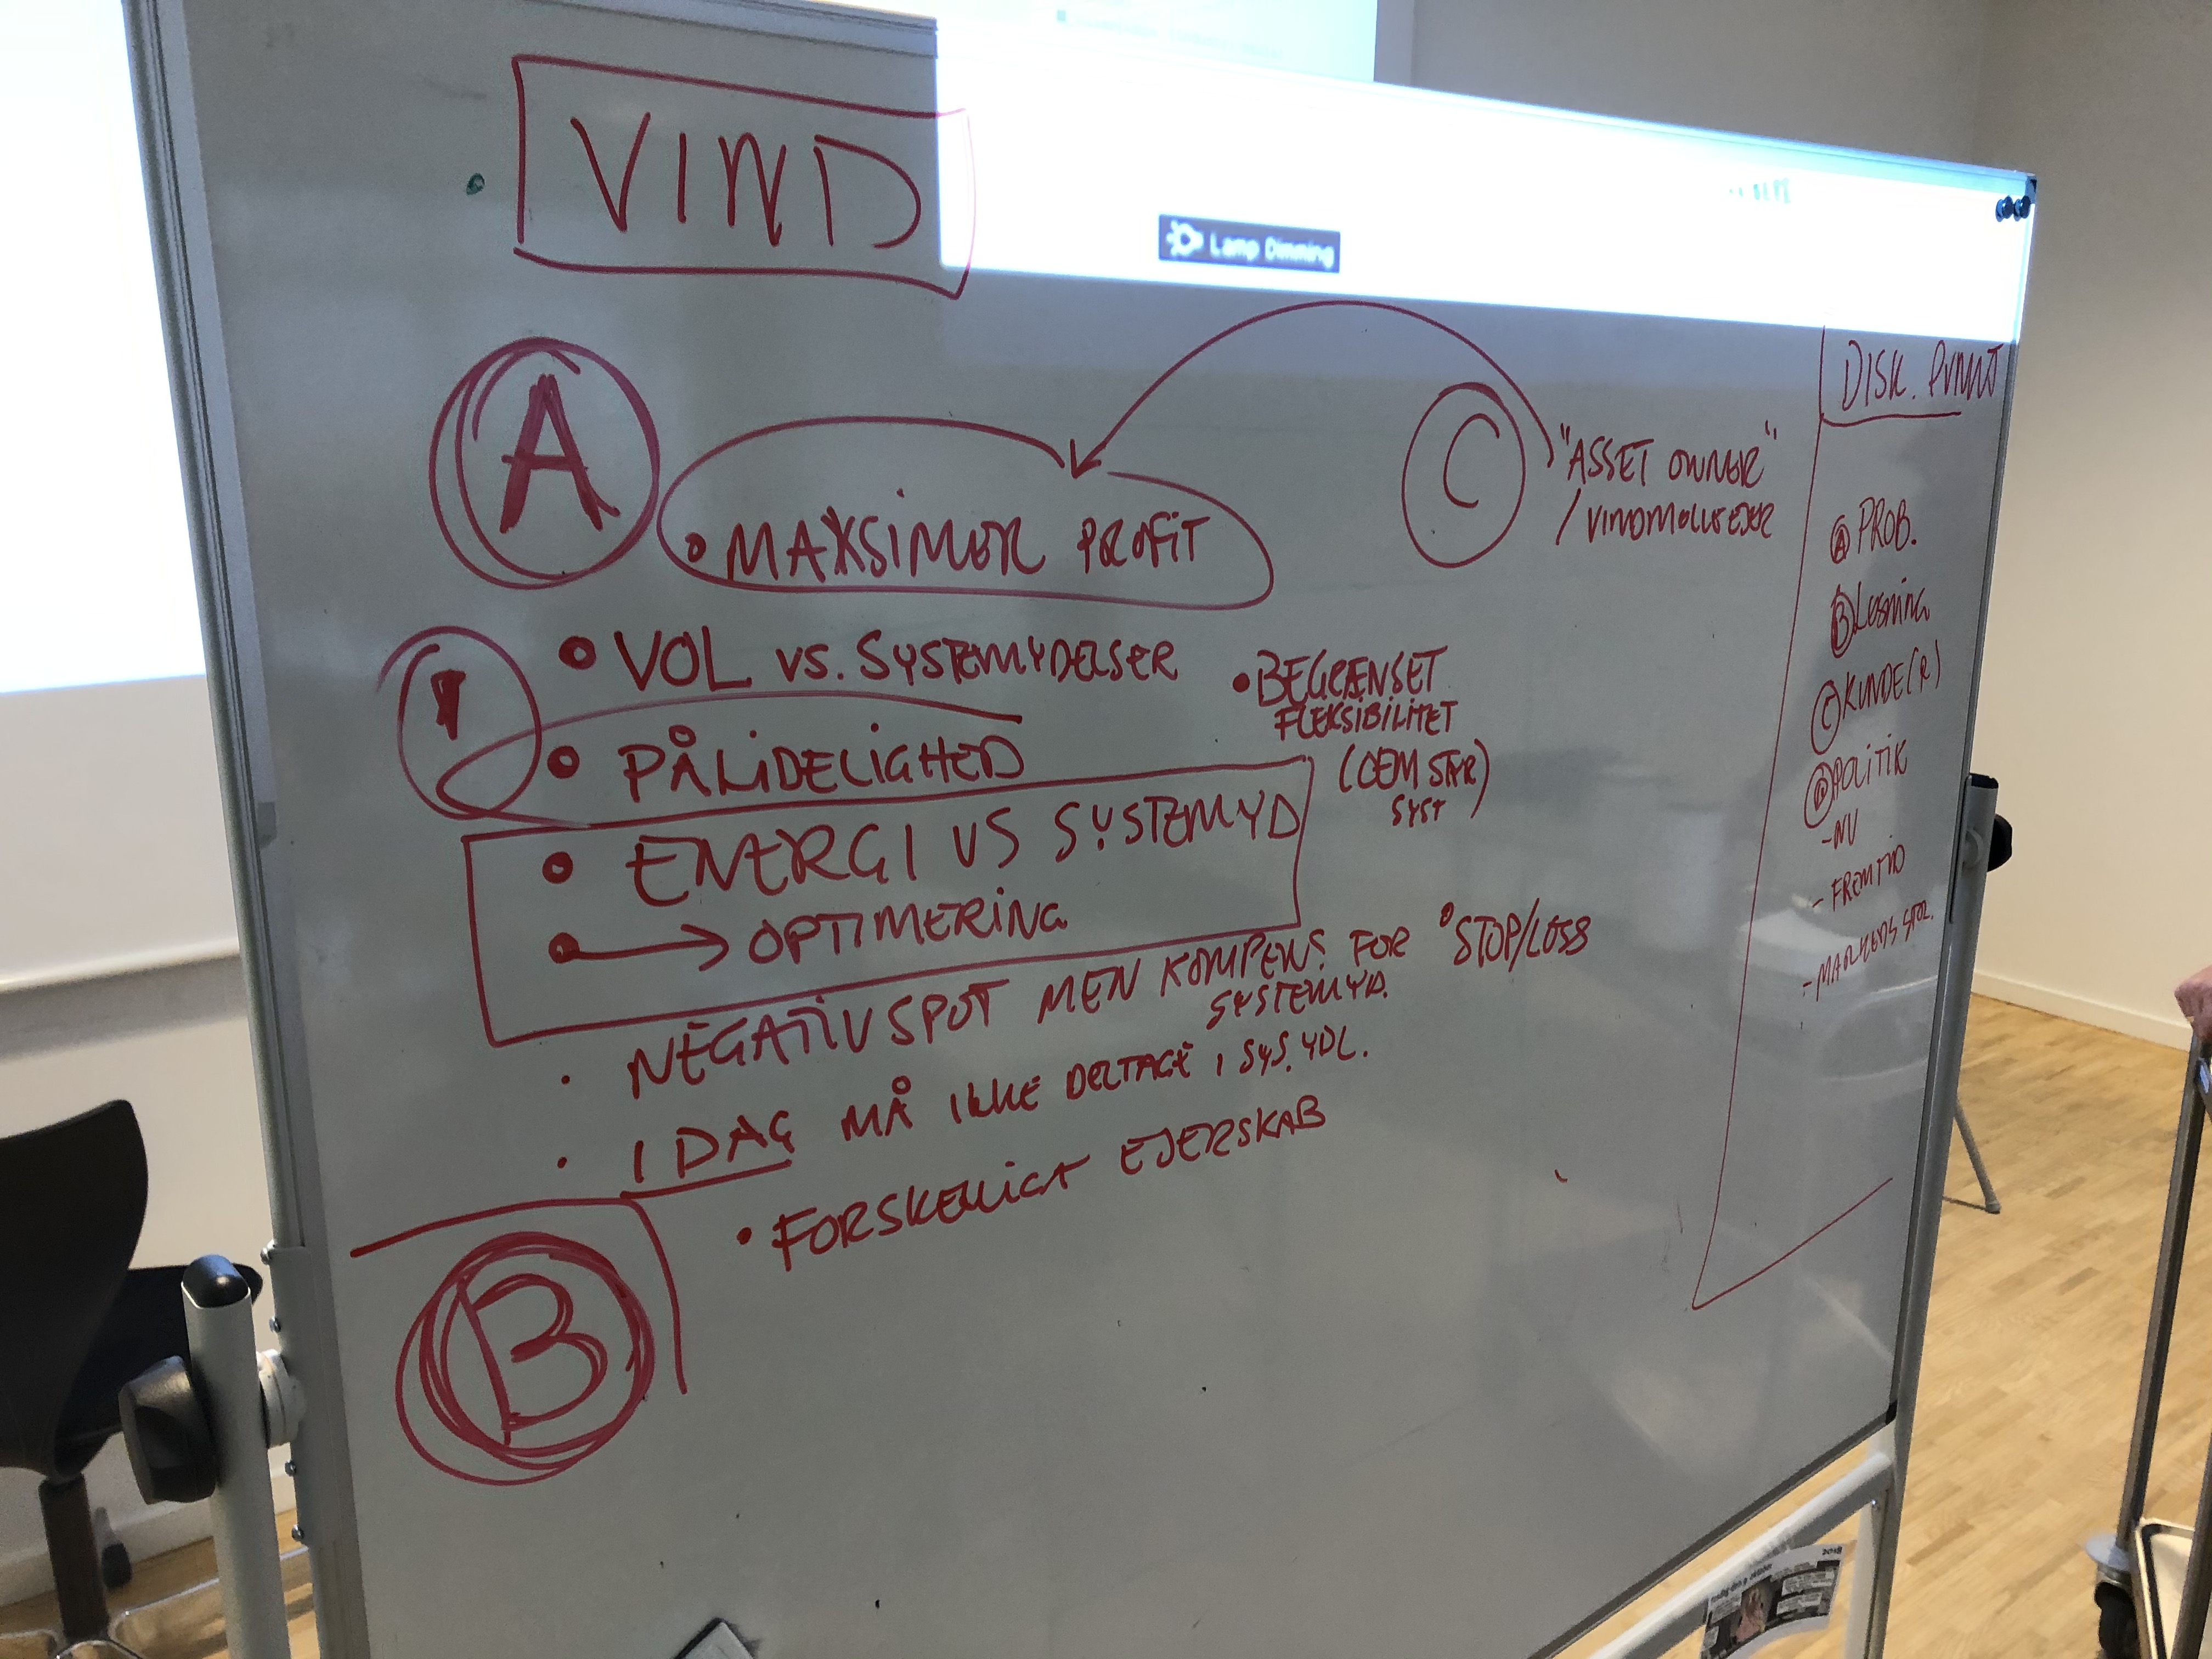 VIND
Lamp Dimming
A
• MAKSIMER PROFIT
C
"ASSET OWNER"
/ VINDMØLLEEJER
• VOL VS. SYSTEMYDELSER
• PÅLIDELIGHED
• ENERGI VS SYSTEMYD
• → OPTIMERING
• BEGRÆNSET
FLEKSIBILITET
(OEM STYR
SYST)
• NEGATIV SPOT MEN KOMPENS. FOR
SYSTEMYD.
• STOP/LOSS
• I DAG MÅ IKKE DELTAGE I SYS.YDL.
• FORSKELLIGT EJERSKAB
B
DISK. PUNKT
A PROB.
B LØSNING
C KUNDE(R)
D POLITIK
- NU
- FREMTID
- MARKEDS STR.
2018